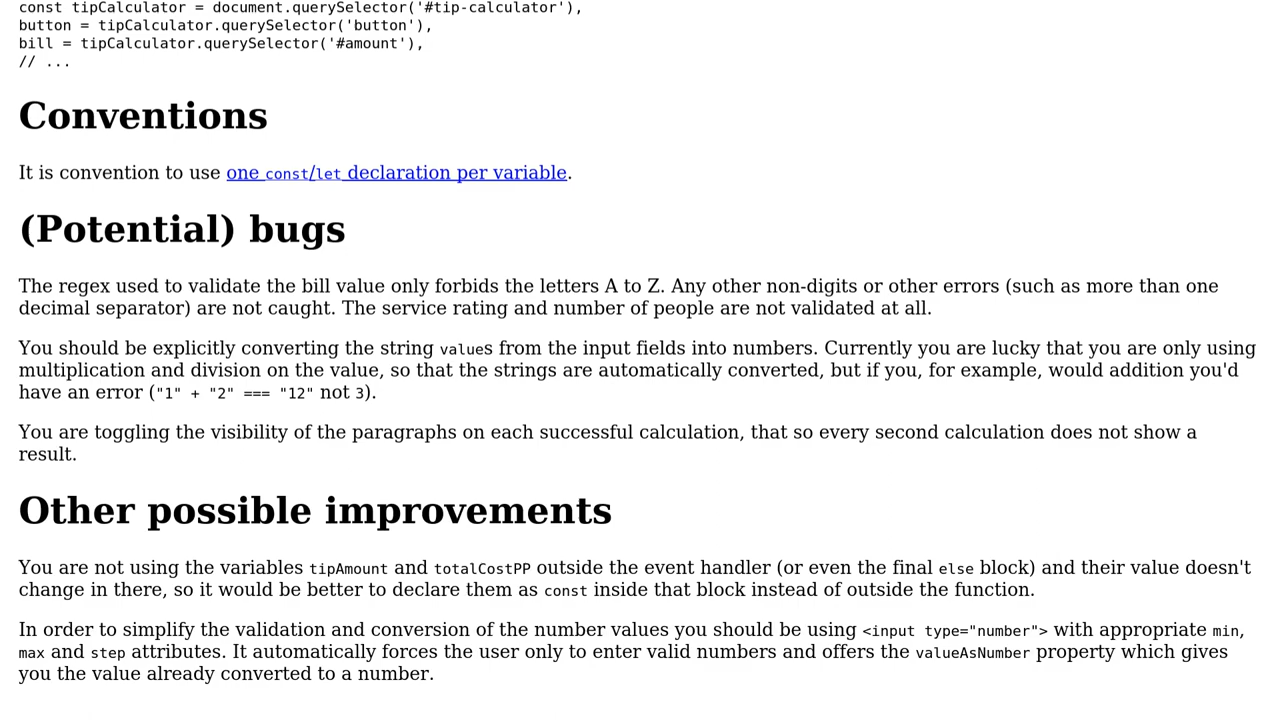 const tipCalculator = document.querySelector('#tip-calculator'),
button = tipCalculator.querySelector('button'),
bill = tipCalculator.querySelector('#amount'),
// ...
Conventions
It is convention to use one const/let declaration per variable.
(Potential) bugs
The regex used to validate the bill value only forbids the letters A to Z. Any other non-digits or other errors (such as more than one
decimal separator) are not caught. The service rating and number of people are not validated at all.
You should be explicitly converting the string values from the input fields into numbers. Currently you are lucky that you are only using
multiplication and division on the value, so that the strings are automatically converted, but if you, for example, would addition you'd
have an error ("1" + "2" === "12" not 3).
You are toggling the visibility of the paragraphs on each successful calculation, that so every second calculation does not show a
result.
Other possible improvements
You are not using the variables tipAmount and totalCostPP outside the event handler (or even the final else block) and their value doesn't
change in there, so it would be better to declare them as const inside that block instead of outside the function.
In order to simplify the validation and conversion of the number values you should be using <input type="number"> with appropriate min,
max and step attributes. It automatically forces the user only to enter valid numbers and offers the valueAsNumber property which gives
you the value already converted to a number.